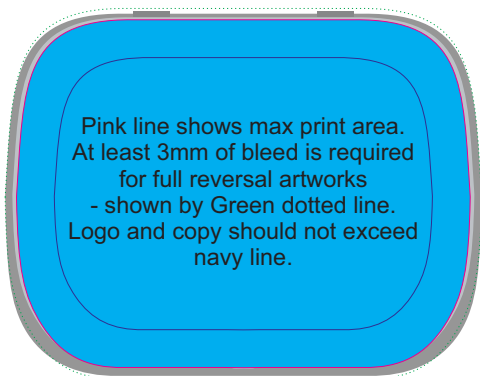 Pink line shows max print area.
At least 3mm of bleed is required
for full reversal artworks
- shown by Green dotted line.
Logo and copy should not exceed
navy line.